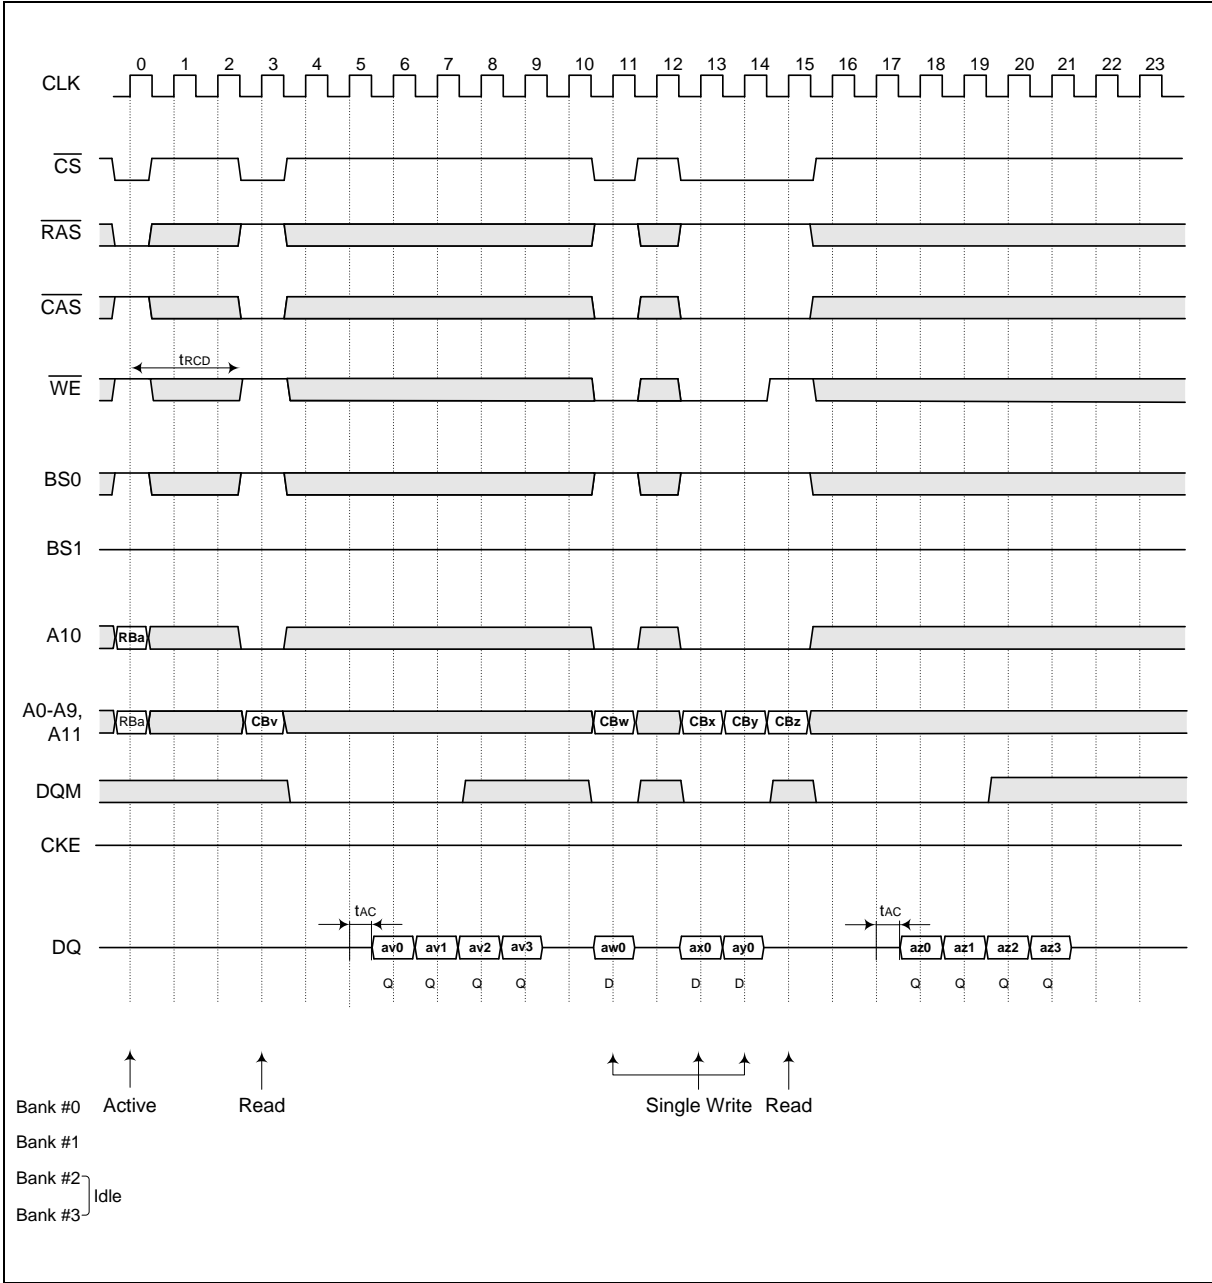 0 1 2 3 4 5 6 7 8 9 10 11 12 13 14 15 16 17 18 19 20 21 22 23
CLK
CS
RAS
CAS
tRCD
WE
BS0
BS1
A10 RBa
A0-A9, RBa CBv CBw CBx CBy CBz
A11
DQM
CKE
tAC tAC
DQ av0 av1 av2 av3 aw0 ax0 ay0 az0 az1 az2 az3
Q Q Q Q D D D Q Q Q Q
Bank #0 Active Read Single Write Read
Bank #1
Bank #2
Idle
Bank #3